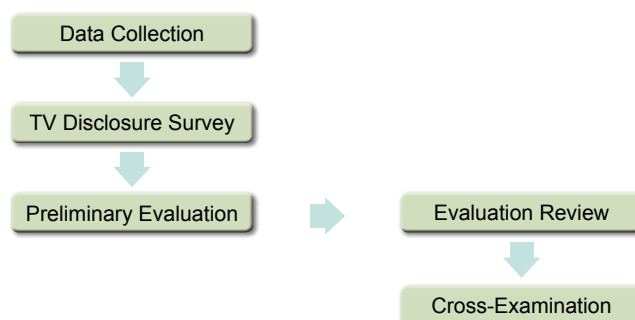 Data Collection
TV Disclosure Survey
Preliminary Evaluation
Evaluation Review
Cross-Examination